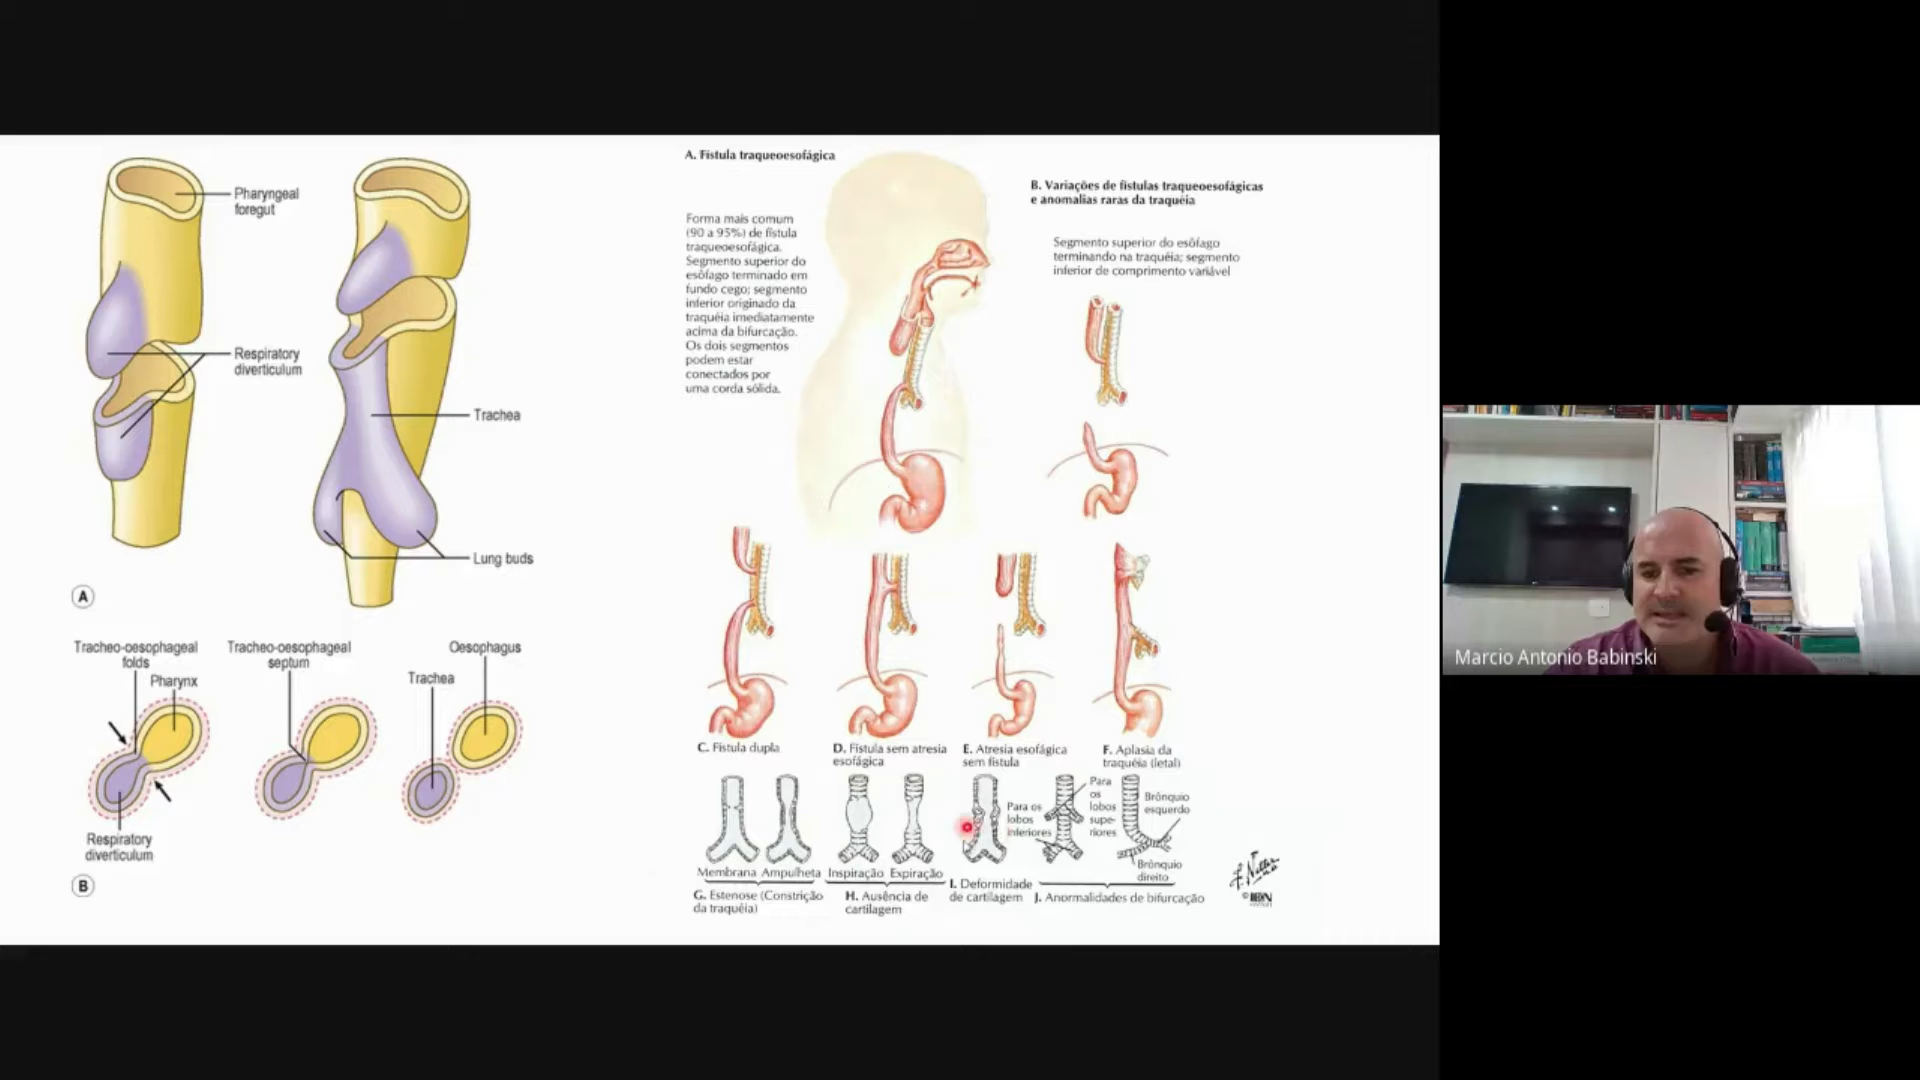 Pharyngeal
foregut
Respiratory
diverticulum
Trachea
Lung buds
A
Tracheo-oesophageal
folds
Pharynx
Tracheo-oesophageal
septum
Trachea
Oesophagus
Respiratory
diverticulum
B
A. Fístula traqueoesofágica
Forma mais comum
(90 a 95%) de fístula
traqueoesofágica.
Segmento superior do
esôfago terminado em
fundo cego; segmento
inferior originado da
traquéia imediatamente
acima da bifurcação.
Os dois segmentos
podem estar
conectados por
uma corda sólida.
B. Variações de fístulas traqueoesofágicas
e anomalias raras da traquéia
Segmento superior do esôfago
terminando na traquéia; segmento
inferior de comprimento variável
C. Fístula dupla
D. Fístula sem atresia
esofágica
E. Atresia esofágica
sem fístula
F. Aplasia da
traquéia (letal)
Membrana
Ampulheta
G. Estenose (Constrição
da traquéia)
Inspiração
Expiração
H. Ausência de
cartilagem
I. Deformidade
de cartilagem
Para os
lobos
inferiores
Para
os
lobos
supe-
riores
Brônquio
esquerdo
Brônquio
direito
J. Anormalidades de bifurcação
Marcio Antonio Babinski